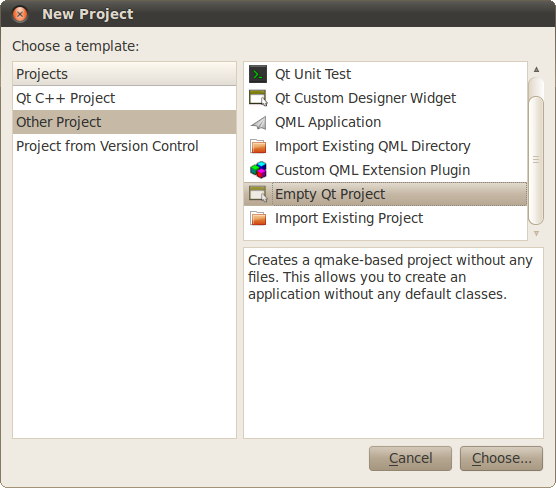 New Project
Choose a template:
Projects
Qt C++ Project
Other Project
Project from Version Control
Qt Unit Test
Qt Custom Designer Widget
QML Application
Import Existing QML Directory
Custom QML Extension Plugin
Empty Qt Project
Import Existing Project
Creates a qmake-based project without any
files. This allows you to create an
application without any default classes.
Cancel
Choose...